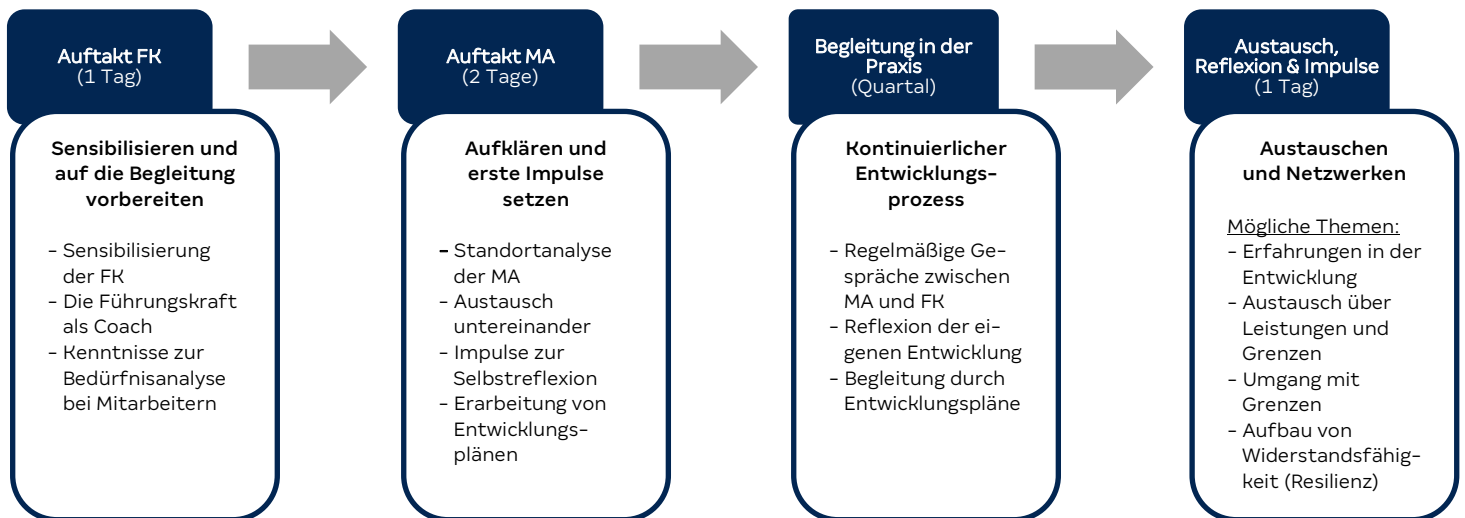 Auftakt FK
(1 Tag)
Sensibilisieren und
auf die Begleitung
vorbereiten
- Sensibilisierung
der FK
- Die Führungskraft
als Coach
- Kenntnisse zur
Bedürfnisanalyse
bei Mitarbeitern
Auftakt MA
(2 Tage)
Aufklären und
erste Impulse
setzen
- Standortanalyse
der MA
- Austausch
untereinander
- Impulse zur
Selbstreflexion
- Erarbeitung von
Entwicklungs-
plänen
Begleitung in der
Praxis
(Quartal)
Kontinuierlicher
Entwicklungs-
prozess
- Regelmäßige Ge-
spräche zwischen
MA und FK
- Reflexion der ei-
genen Entwicklung
- Begleitung durch
Entwicklungspläne
Austausch,
Reflexion & Impulse
(1 Tag)
Austauschen
und Netzwerken
Mögliche Themen:
- Erfahrungen in der
Entwicklung
- Austausch über
Leistungen und
Grenzen
- Umgang mit
Grenzen
- Aufbau von
Widerstandsfähig-
keit (Resilienz)